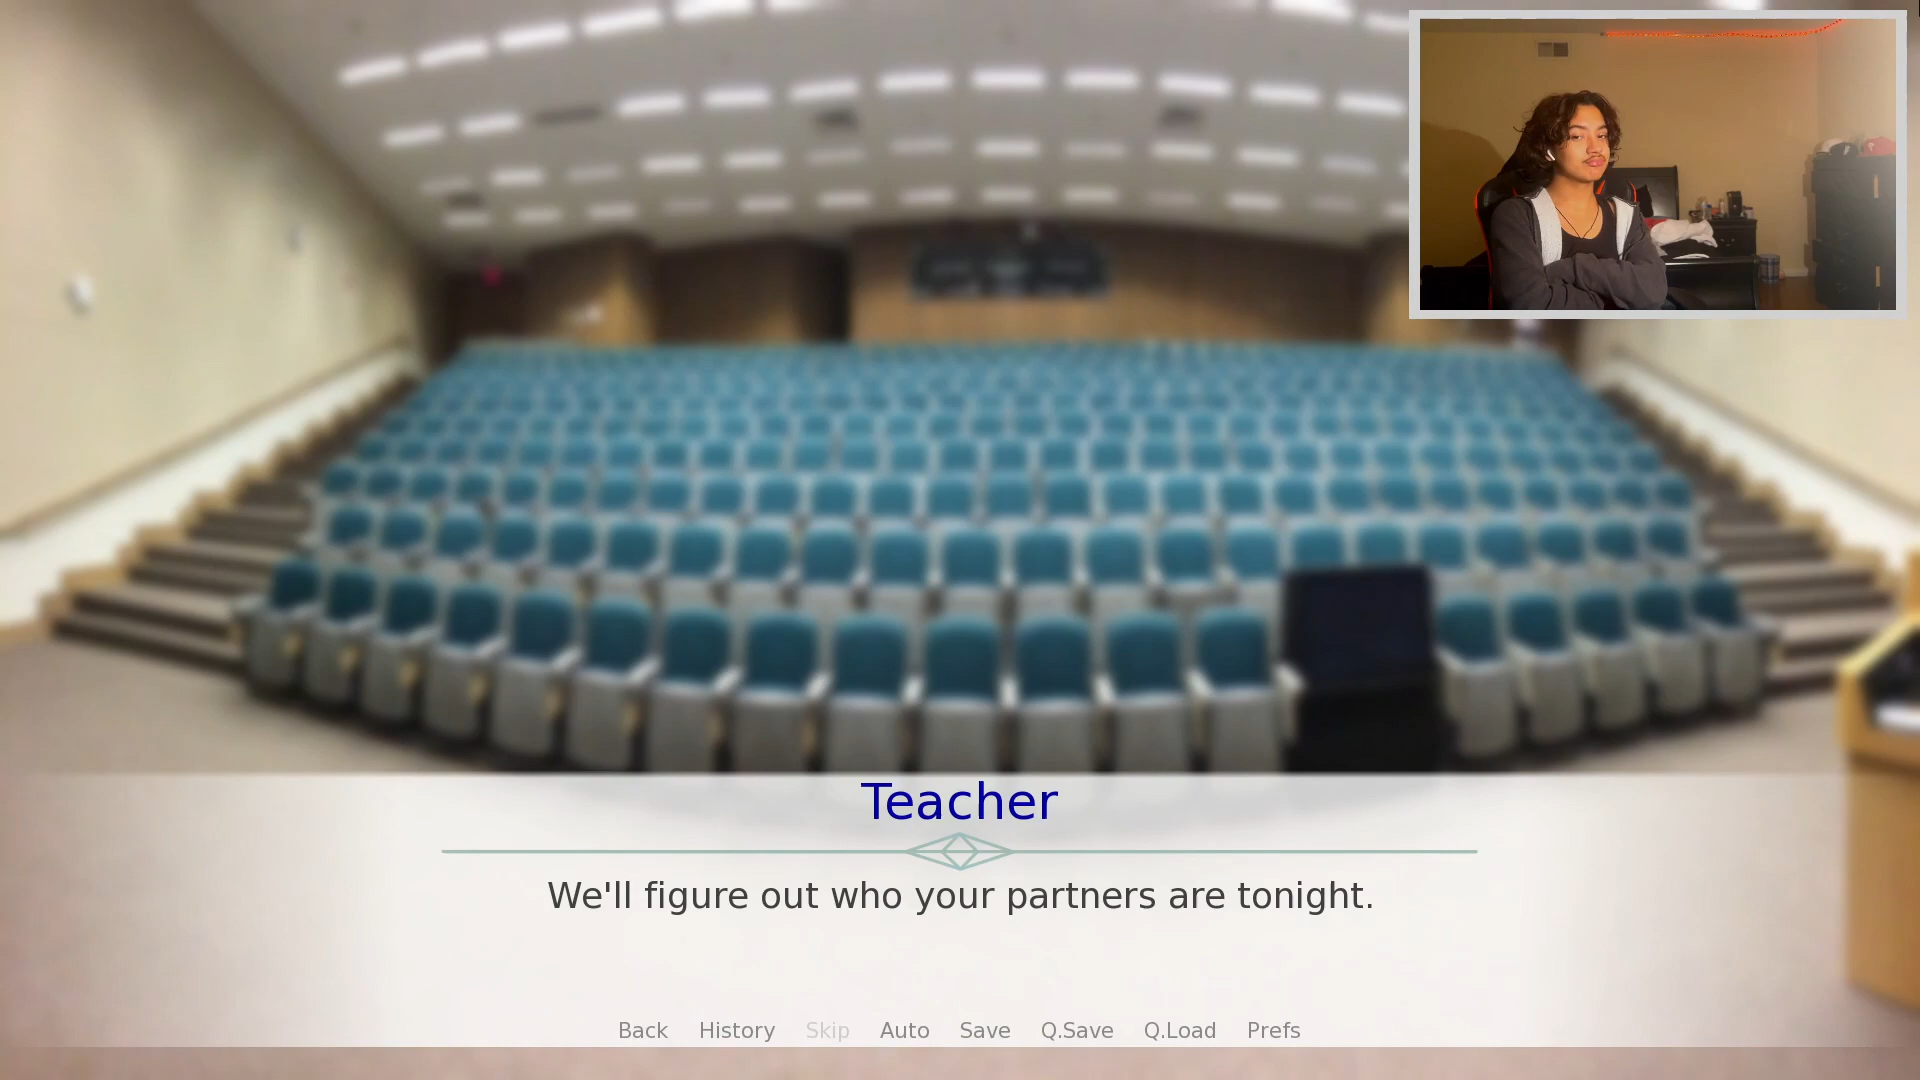 Teacher
We'll figure out who your partners are tonight.
Back History Skip Auto Save Q.Save Q.Load Prefs